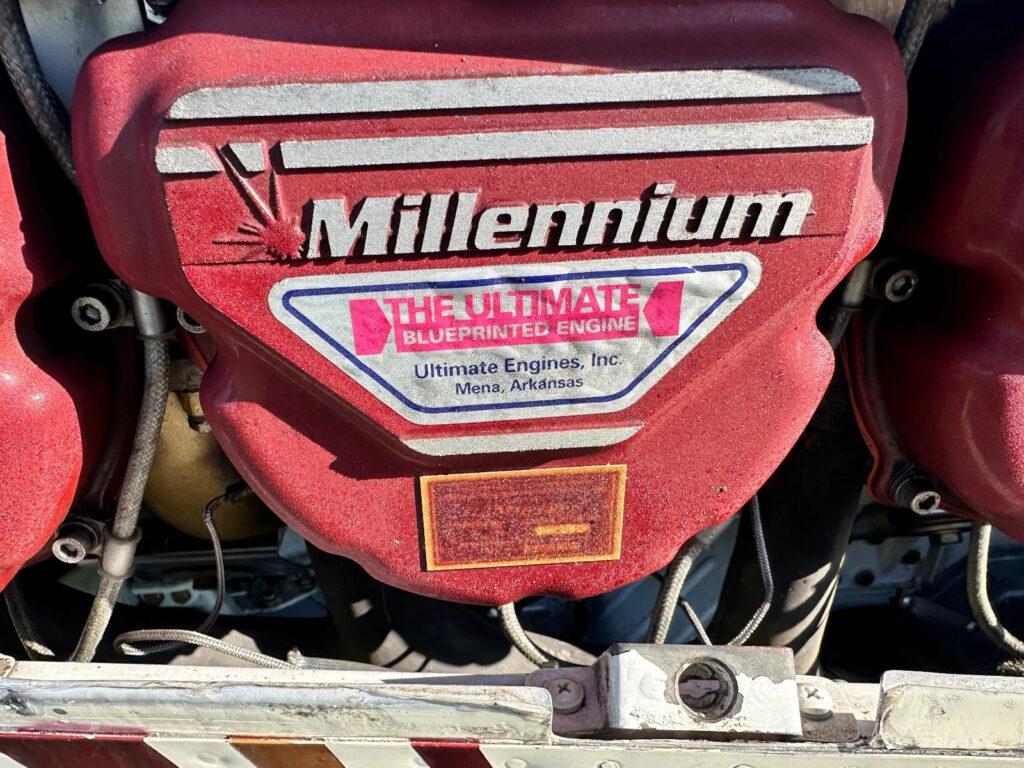 Millennium
THE ULTIMATE
BLUEPRINTED ENGINE
Ultimate Engines, Inc.
Mena, Arkansas